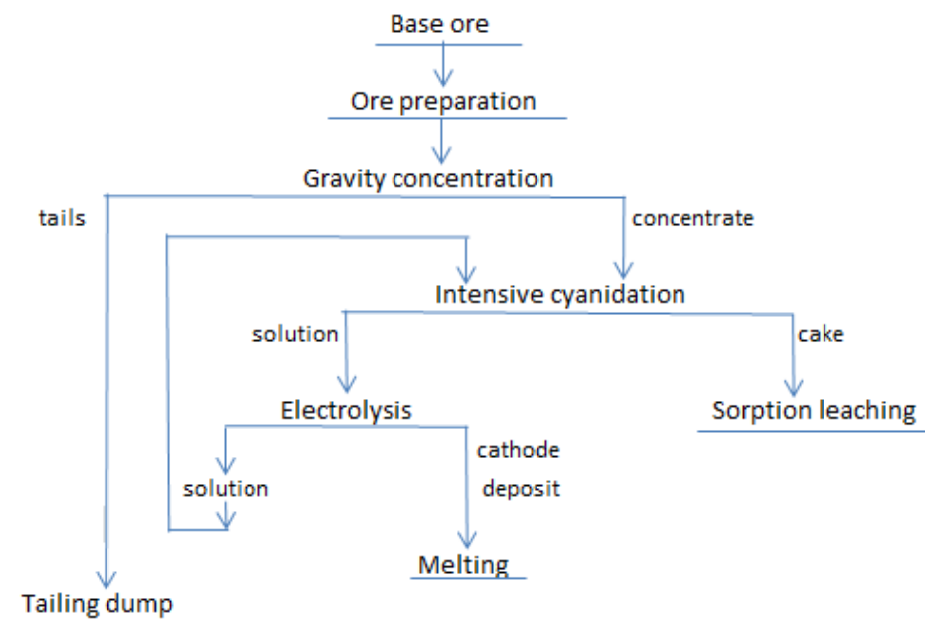 Base ore
Ore preparation
Gravity concentration
tails
concentrate
Intensive cyanidation
solution
cake
Electrolysis
Sorption leaching
cathode
deposit
solution
Melting
Tailing dump